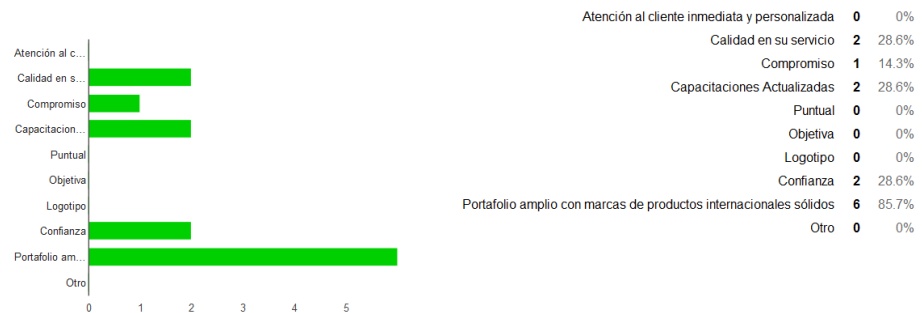 Atención al c...
Calidad en s...
Compromiso
Capacitacion...
Puntual
Objetiva
Logotipo
Confianza
Portafolio am...
Otro
0 1 2 3 4 5
Atención al cliente inmediata y personalizada 0 0%
Calidad en su servicio 2 28.6%
Compromiso 1 14.3%
Capacitaciones Actualizadas 2 28.6%
Puntual 0 0%
Objetiva 0 0%
Logotipo 0 0%
Confianza 2 28.6%
Portafolio amplio con marcas de productos internacionales sólidos 6 85.7%
Otro 0 0%